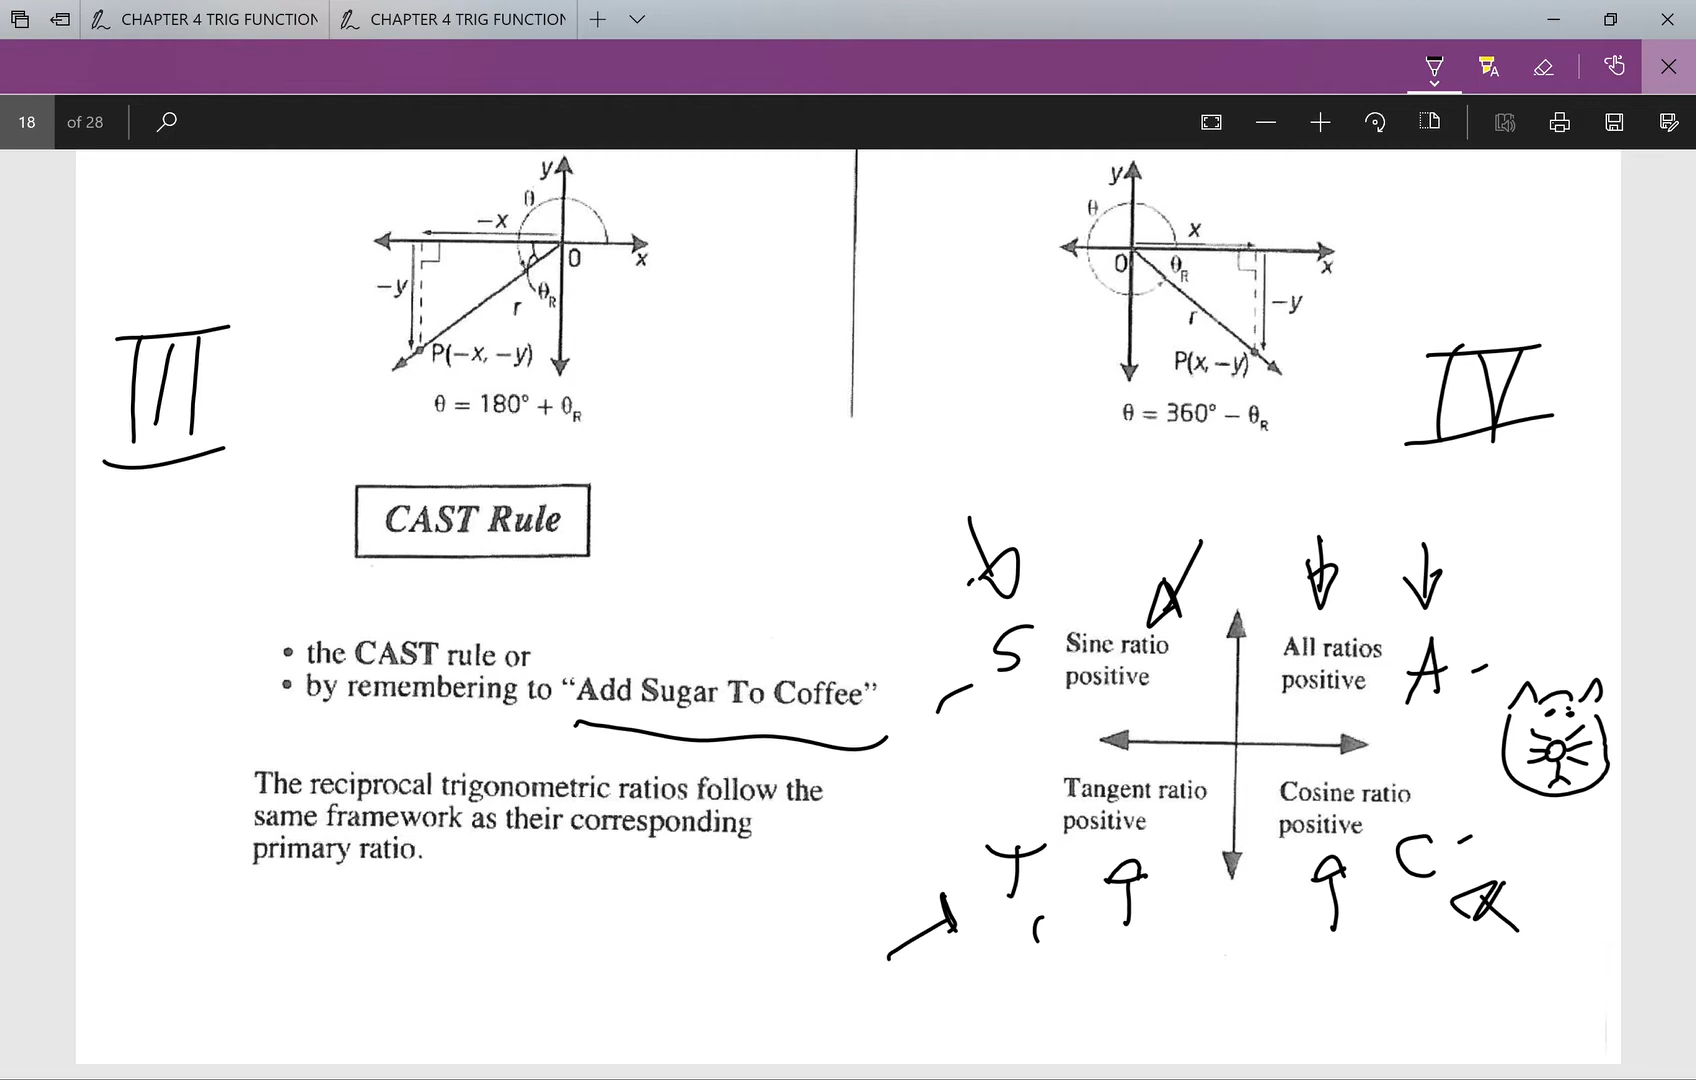 CHAPTER 4 TRIG FUNCTION
CHAPTER 4 TRIG FUNCTION
18 of 28
y
θ
−x
O
x
−y
θR
r
P(−x, −y)
θ = 180° + θR
III
y
θ
x
O
θR
x
r
−y
P(x, −y)
θ = 360° − θR
IV
CAST Rule
• the CAST rule or
• by remembering to “Add Sugar To Coffee”
The reciprocal trigonometric ratios follow the
same framework as their corresponding
primary ratio.
S
Sine ratio
positive
All ratios
positive
A
Tangent ratio
positive
T
Cosine ratio
positive
C